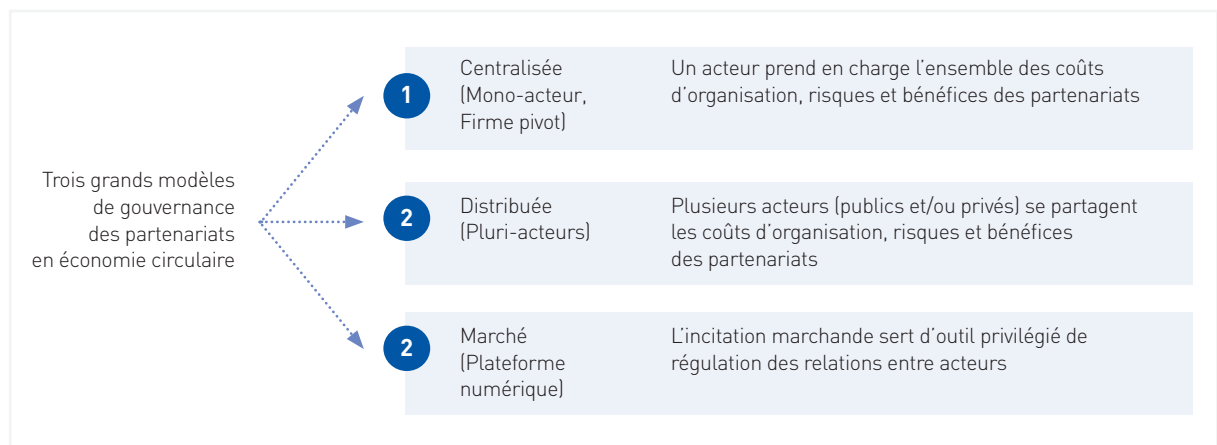 Trois grands modèles
de gouvernance
des partenariats
en économie circulaire
1
Centralisée
(Mono-acteur,
Firme pivot)
Un acteur prend en charge l’ensemble des coûts
d’organisation, risques et bénéfices des partenariats
2
Distribuée
(Pluri-acteurs)
Plusieurs acteurs (publics et/ou privés) se partagent
les coûts d’organisation, risques et bénéfices
des partenariats
2
Marché
(Plateforme
numérique)
L’incitation marchande sert d’outil privilégié de
régulation des relations entre acteurs